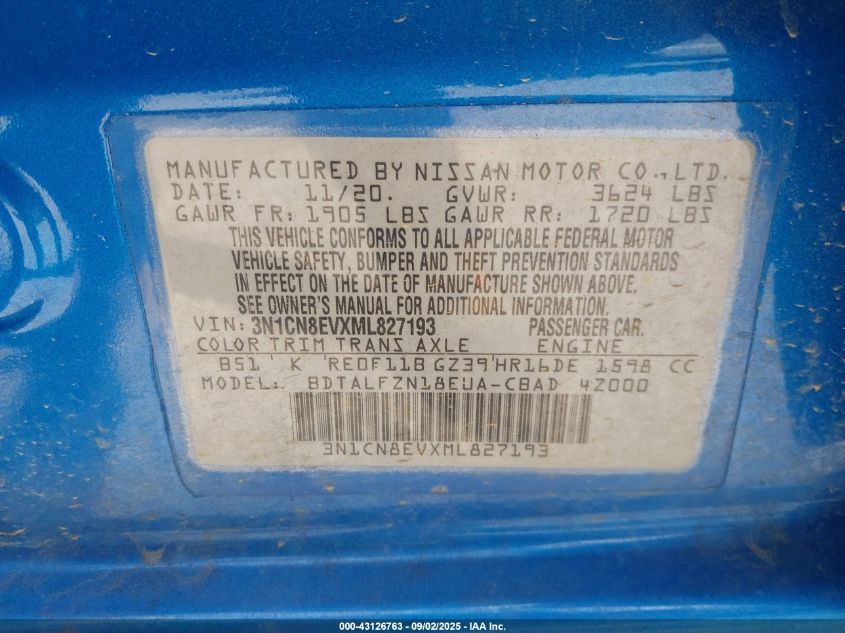 MANUFACTURED BY NISSAN MOTOR CO.,LTD.
DATE: 11/20. GVWR: 3624 LBS
GAWR FR: 1905 LBS GAWR RR: 1720 LBS
THIS VEHICLE CONFORMS TO ALL APPLICABLE FEDERAL MOTOR
VEHICLE SAFETY, BUMPER AND THEFT PREVENTION STANDARDS
IN EFFECT ON THE DATE OF MANUFACTURE SHOWN ABOVE.
SEE OWNER'S MANUAL FOR ADDITIONAL INFORMATION.
VIN: 3N1CN8EVXML827193 PASSENGER CAR.
COLOR TRIM TRANS AXLE ENGINE
B51 K RE0F11B GZ39 HR16DE 1598 CC
MODEL: BDTALFZN18EUA-CBAD 4Z000
3N1CN8EVXML827193
000-43126763 - 09/02/2025 - IAA Inc.